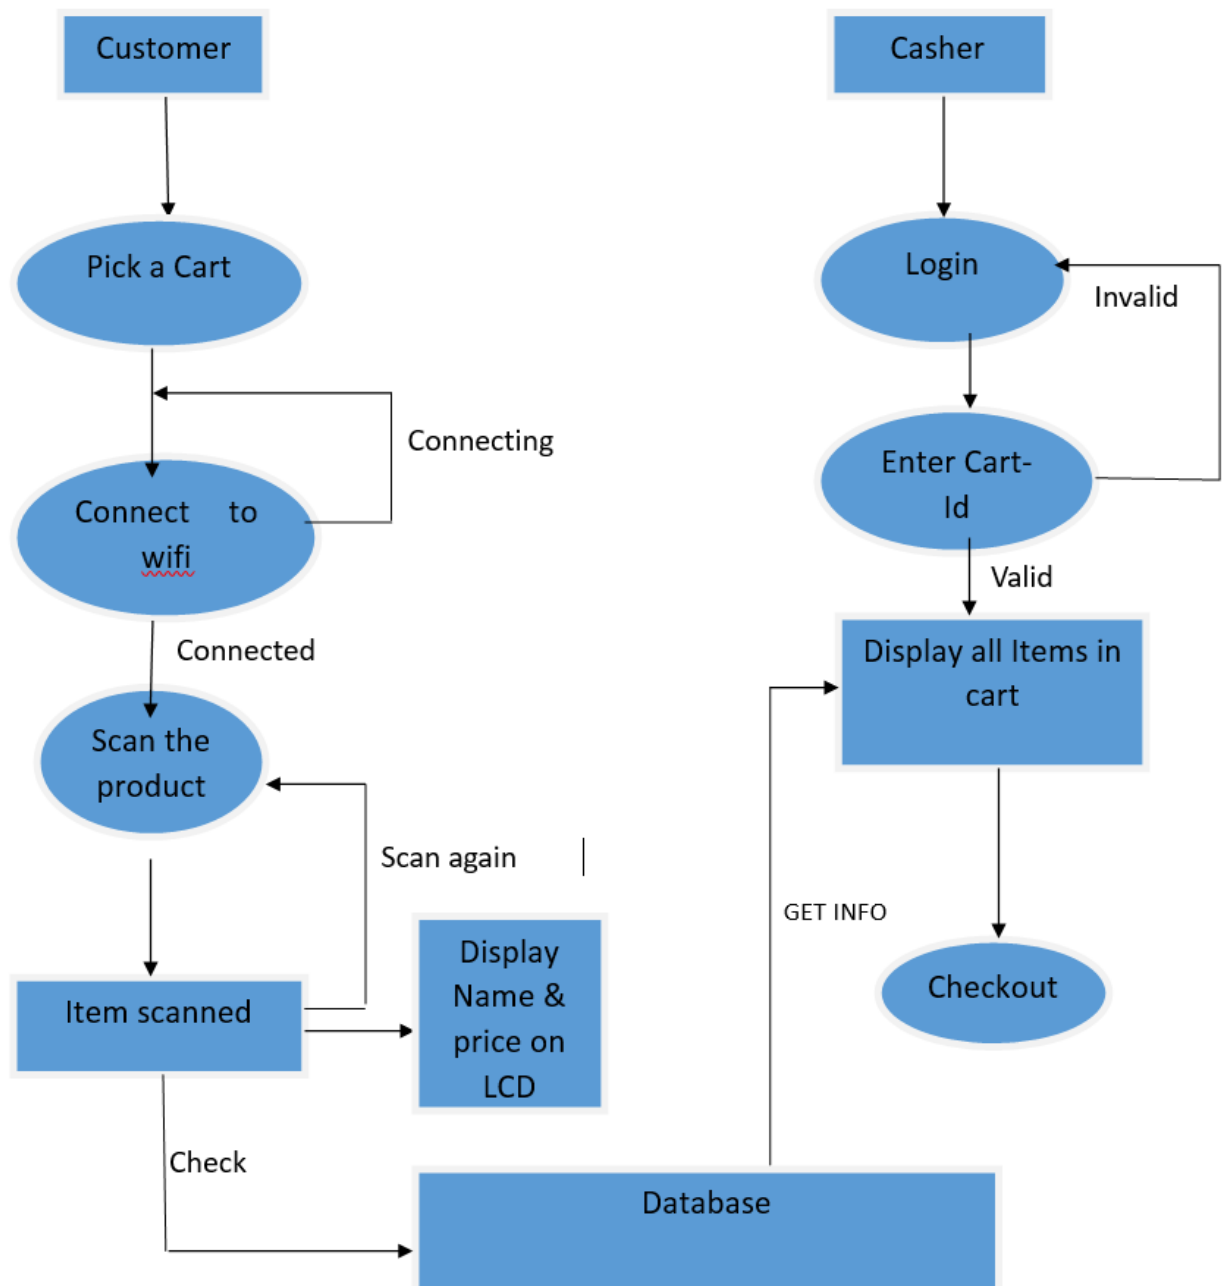 Customer
Pick a Cart
Connecting
Connect to
wifi
Connected
Scan the
product
Scan again
Item scanned
Display
Name &
price on
LCD
Check
Database
Casher
Login
Invalid
Enter Cart-
Id
Valid
Display all Items in
cart
GET INFO
Checkout